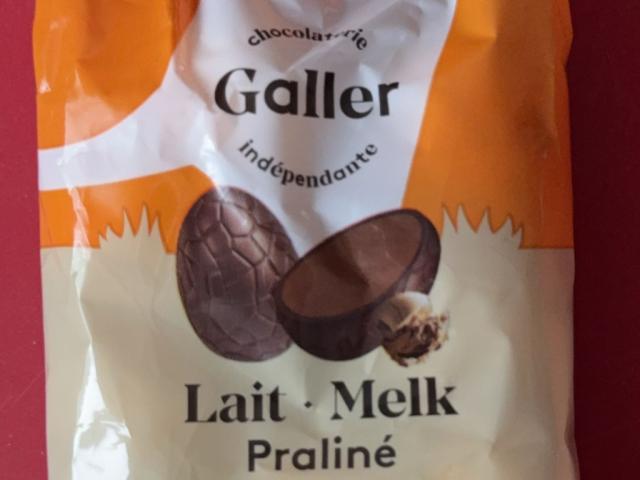 chocolaterie
Galler
indépendante
Lait · Melk
Praliné